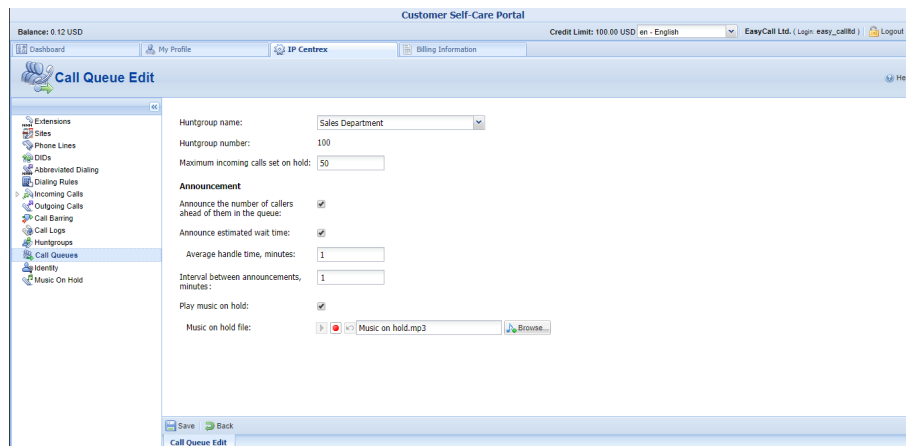 Customer Self-Care Portal
Balance: 0.12 USD
Credit Limit: 100.00 USD en - English EasyCall Ltd. ( Login: easy_callltd ) Logout
Dashboard My Profile IP Centrex Billing Information
Call Queue Edit
He
Extensions
Sites
Phone Lines
DIDs
Abbreviated Dialing
Dialing Rules
Incoming Calls
Outgoing Calls
Call Barring
Call Logs
Huntgroups
Call Queues
Identity
Music On Hold
Huntgroup name: Sales Department
Huntgroup number: 100
Maximum incoming calls set on hold: 50
Announcement
Announce the number of callers
ahead of them in the queue:
Announce estimated wait time:
Average handle time, minutes: 1
Interval between announcements, 1
minutes:
Play music on hold:
Music on hold file: Music on hold.mp3 Browse...
Save Back
Call Queue Edit